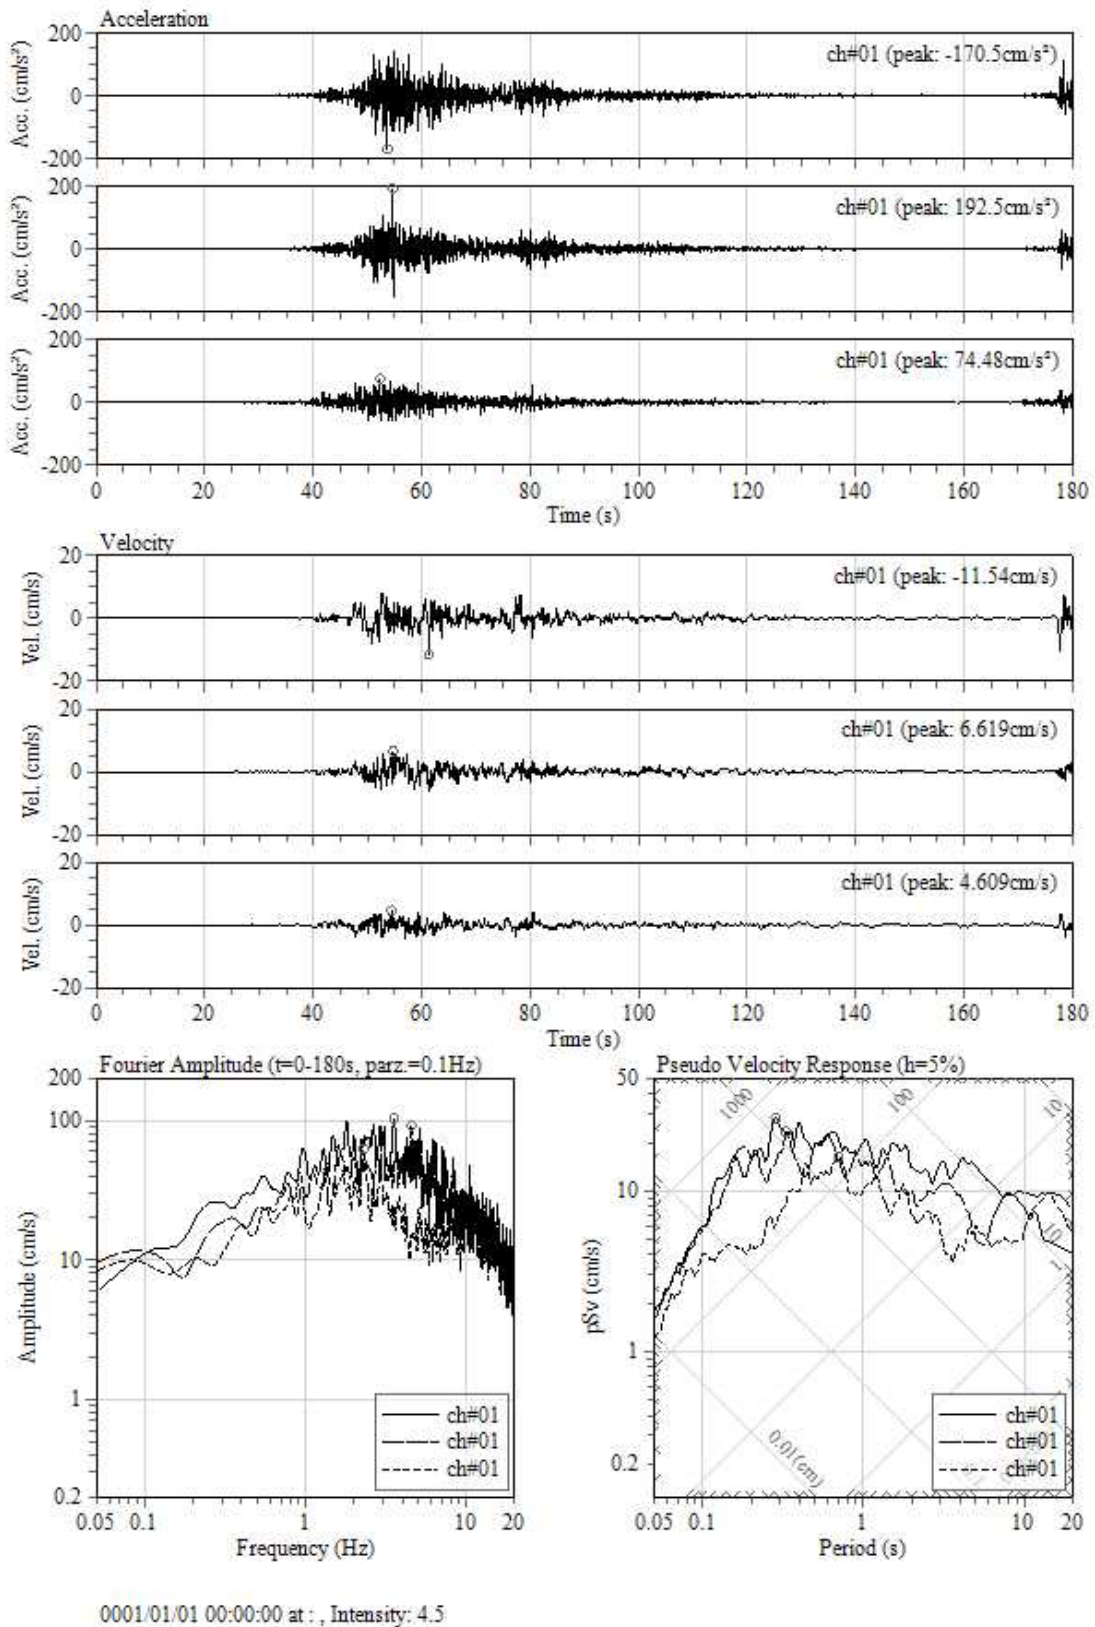 Acceleration
200
0
-200
Acc. (cm/s²)
ch#01 (peak: -170.5cm/s²)
200
0
-200
Acc. (cm/s²)
ch#01 (peak: 192.5cm/s²)
200
0
-200
Acc. (cm/s²)
ch#01 (peak: 74.48cm/s²)
0 20 40 60 80 100 120 140 160 180
Time (s)
Velocity
20
0
-20
Vel. (cm/s)
ch#01 (peak: -11.54cm/s)
20
0
-20
Vel. (cm/s)
ch#01 (peak: 6.619cm/s)
20
0
-20
Vel. (cm/s)
ch#01 (peak: 4.609cm/s)
0 20 40 60 80 100 120 140 160 180
Time (s)
Fourier Amplitude (t=0-180s, parz.=0.1Hz)
200
100
10
1
0.2
Amplitude (cm/s)
ch#01
ch#01
ch#01
0.05 0.1 1 10 20
Frequency (Hz)
Pseudo Velocity Response (h=5%)
50
10
1
0.2
pSv (cm/s)
1000
100
10
10
1
0.01(cm)
ch#01
ch#01
ch#01
0.05 0.1 1 10 20
Period (s)
0001/01/01 00:00:00 at : , Intensity: 4.5